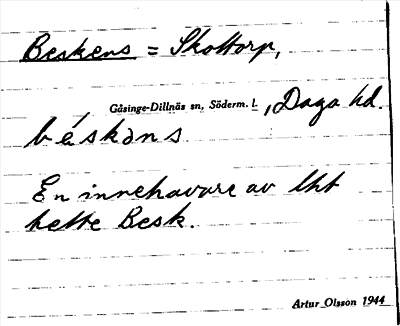 Beskens = Skottorp,
Gåsinge-Dillnäs sn, Söderm. l., Daga hd.
béskəns
En innehavare av lht
hette Besk.
Artur Olsson 1944